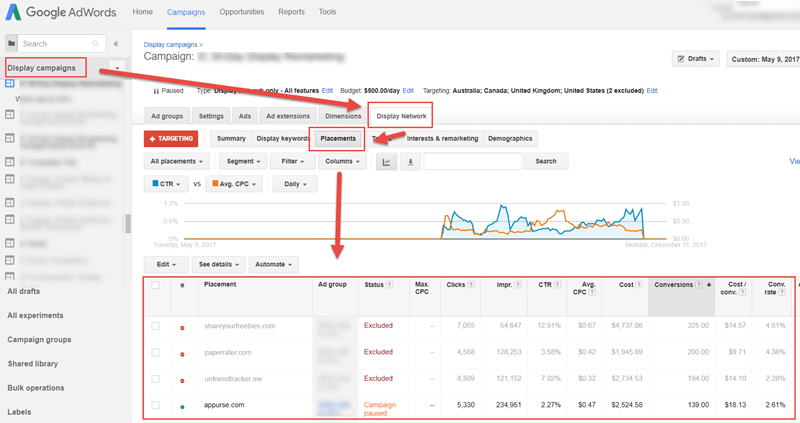 Google AdWords Home Campaigns Opportunities Reports Tools
Search «
Display campaigns
All drafts
All experiments
Campaign groups
Shared library
Bulk operations
Labels
Display campaigns >
Campaign:
Drafts Custom: May 9, 2017
Paused Type: Display Network only - All features Edit Budget: $500.00/day Edit Targeting: Australia; Canada; United Kingdom; United States (2 excluded) Edit
Ad groups Settings Ads Ad extensions Dimensions Display Network
+ TARGETING Summary Display keywords Placements Interests & remarketing Demographics
All placements Segment Filter Columns Search
CTR VS Avg. CPC Daily
1.2% $1.00
0.6% $0.50
0% $0.00
Tuesday, May 9, 2017 Monday, December 11, 2017
Edit See details Automate
Placement Ad group Status ? Max. CPC Clicks ? Impr. ? CTR ? Avg. CPC ? Cost ? Conversions ? ↓ Cost / conv. ? Conv. rate ?
shareyourfreebies.com Excluded -- 7,055 54,647 12.91% $0.67 $4,737.86 325.00 $14.57 4.61%
paperrater.com Excluded -- 4,588 128,253 3.58% $0.42 $1,945.89 200.00 $9.71 4.38%
unfriendtracker.me Excluded -- 8,509 121,152 7.02% $0.32 $2,734.53 194.00 $14.10 2.28%
appurse.com Campaign paused -- 5,330 234,951 2.27% $0.47 $2,524.58 139.00 $18.13 2.61%